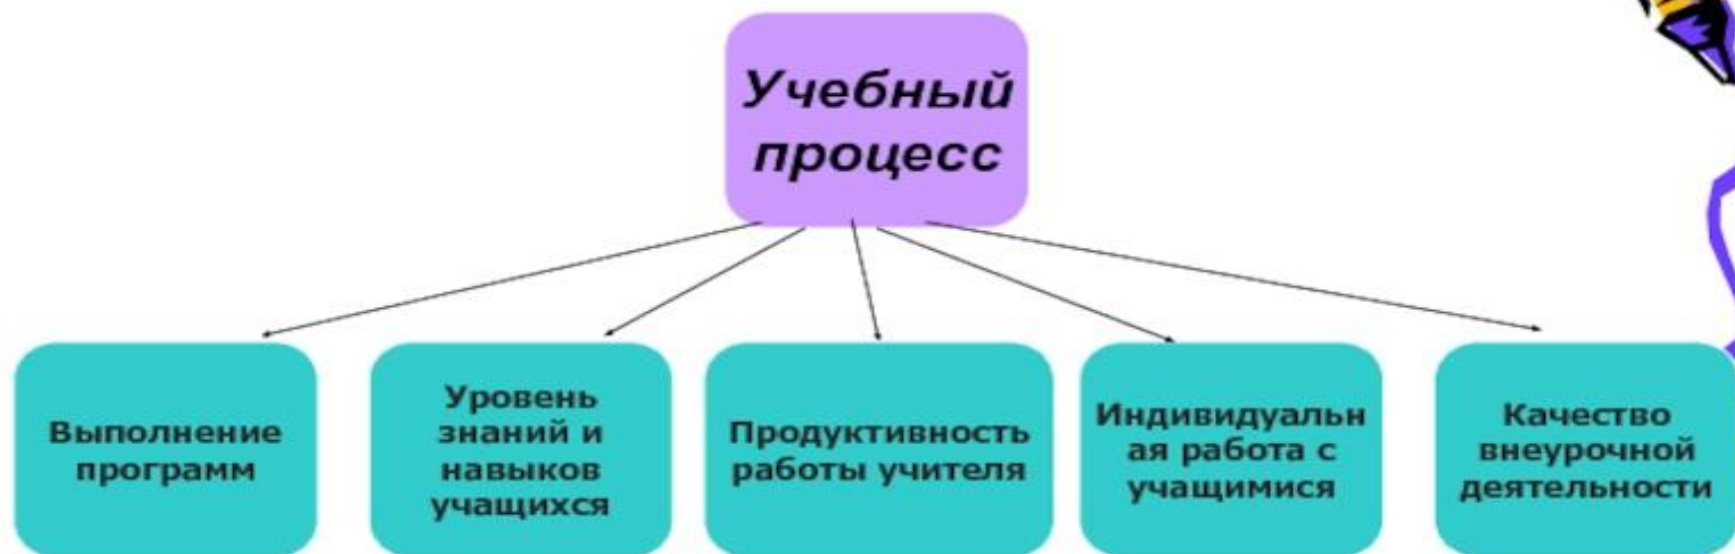 Учебный
процесс
Выполнение
программ
Уровень
знаний и
навыков
учащихся
Продуктивность
работы учителя
Индивидуальн
ая работа с
учащимися
Качество
внеурочной
деятельности